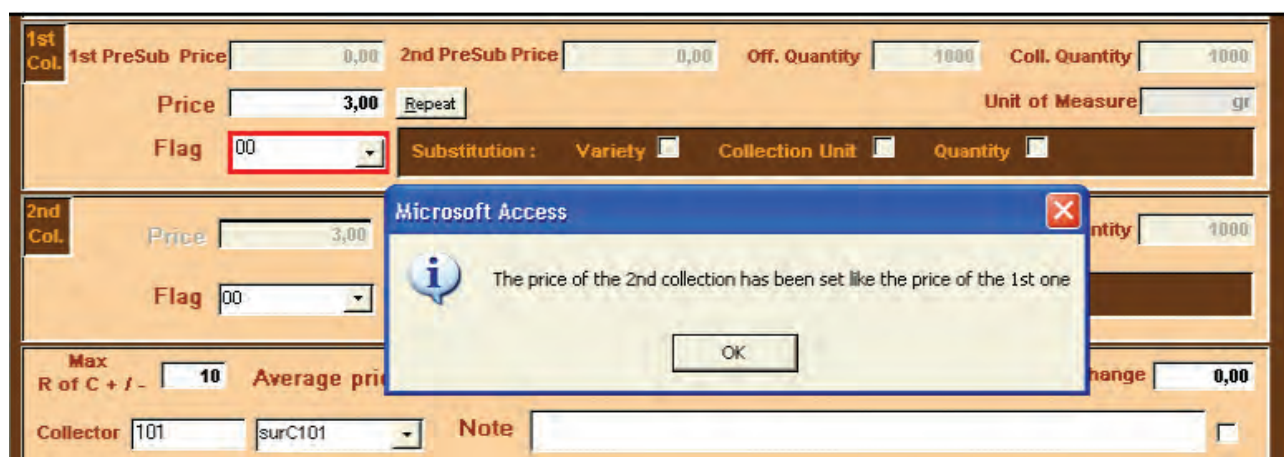 1st
Col.
1st PreSub Price 0,00 2nd PreSub Price 0,00 Off. Quantity 1000 Coll. Quantity 1000
Price 3,00 Repeat Unit of Measure gr
Flag 00 Substitution : Variety Collection Unit Quantity
2nd
Col.
Price 3,00 ntity 1000
Flag 00
Microsoft Access
The price of the 2nd collection has been set like the price of the 1st one
OK
Max
R of C + / - 10 Average pri hange 0,00
Collector 101 surC101 Note